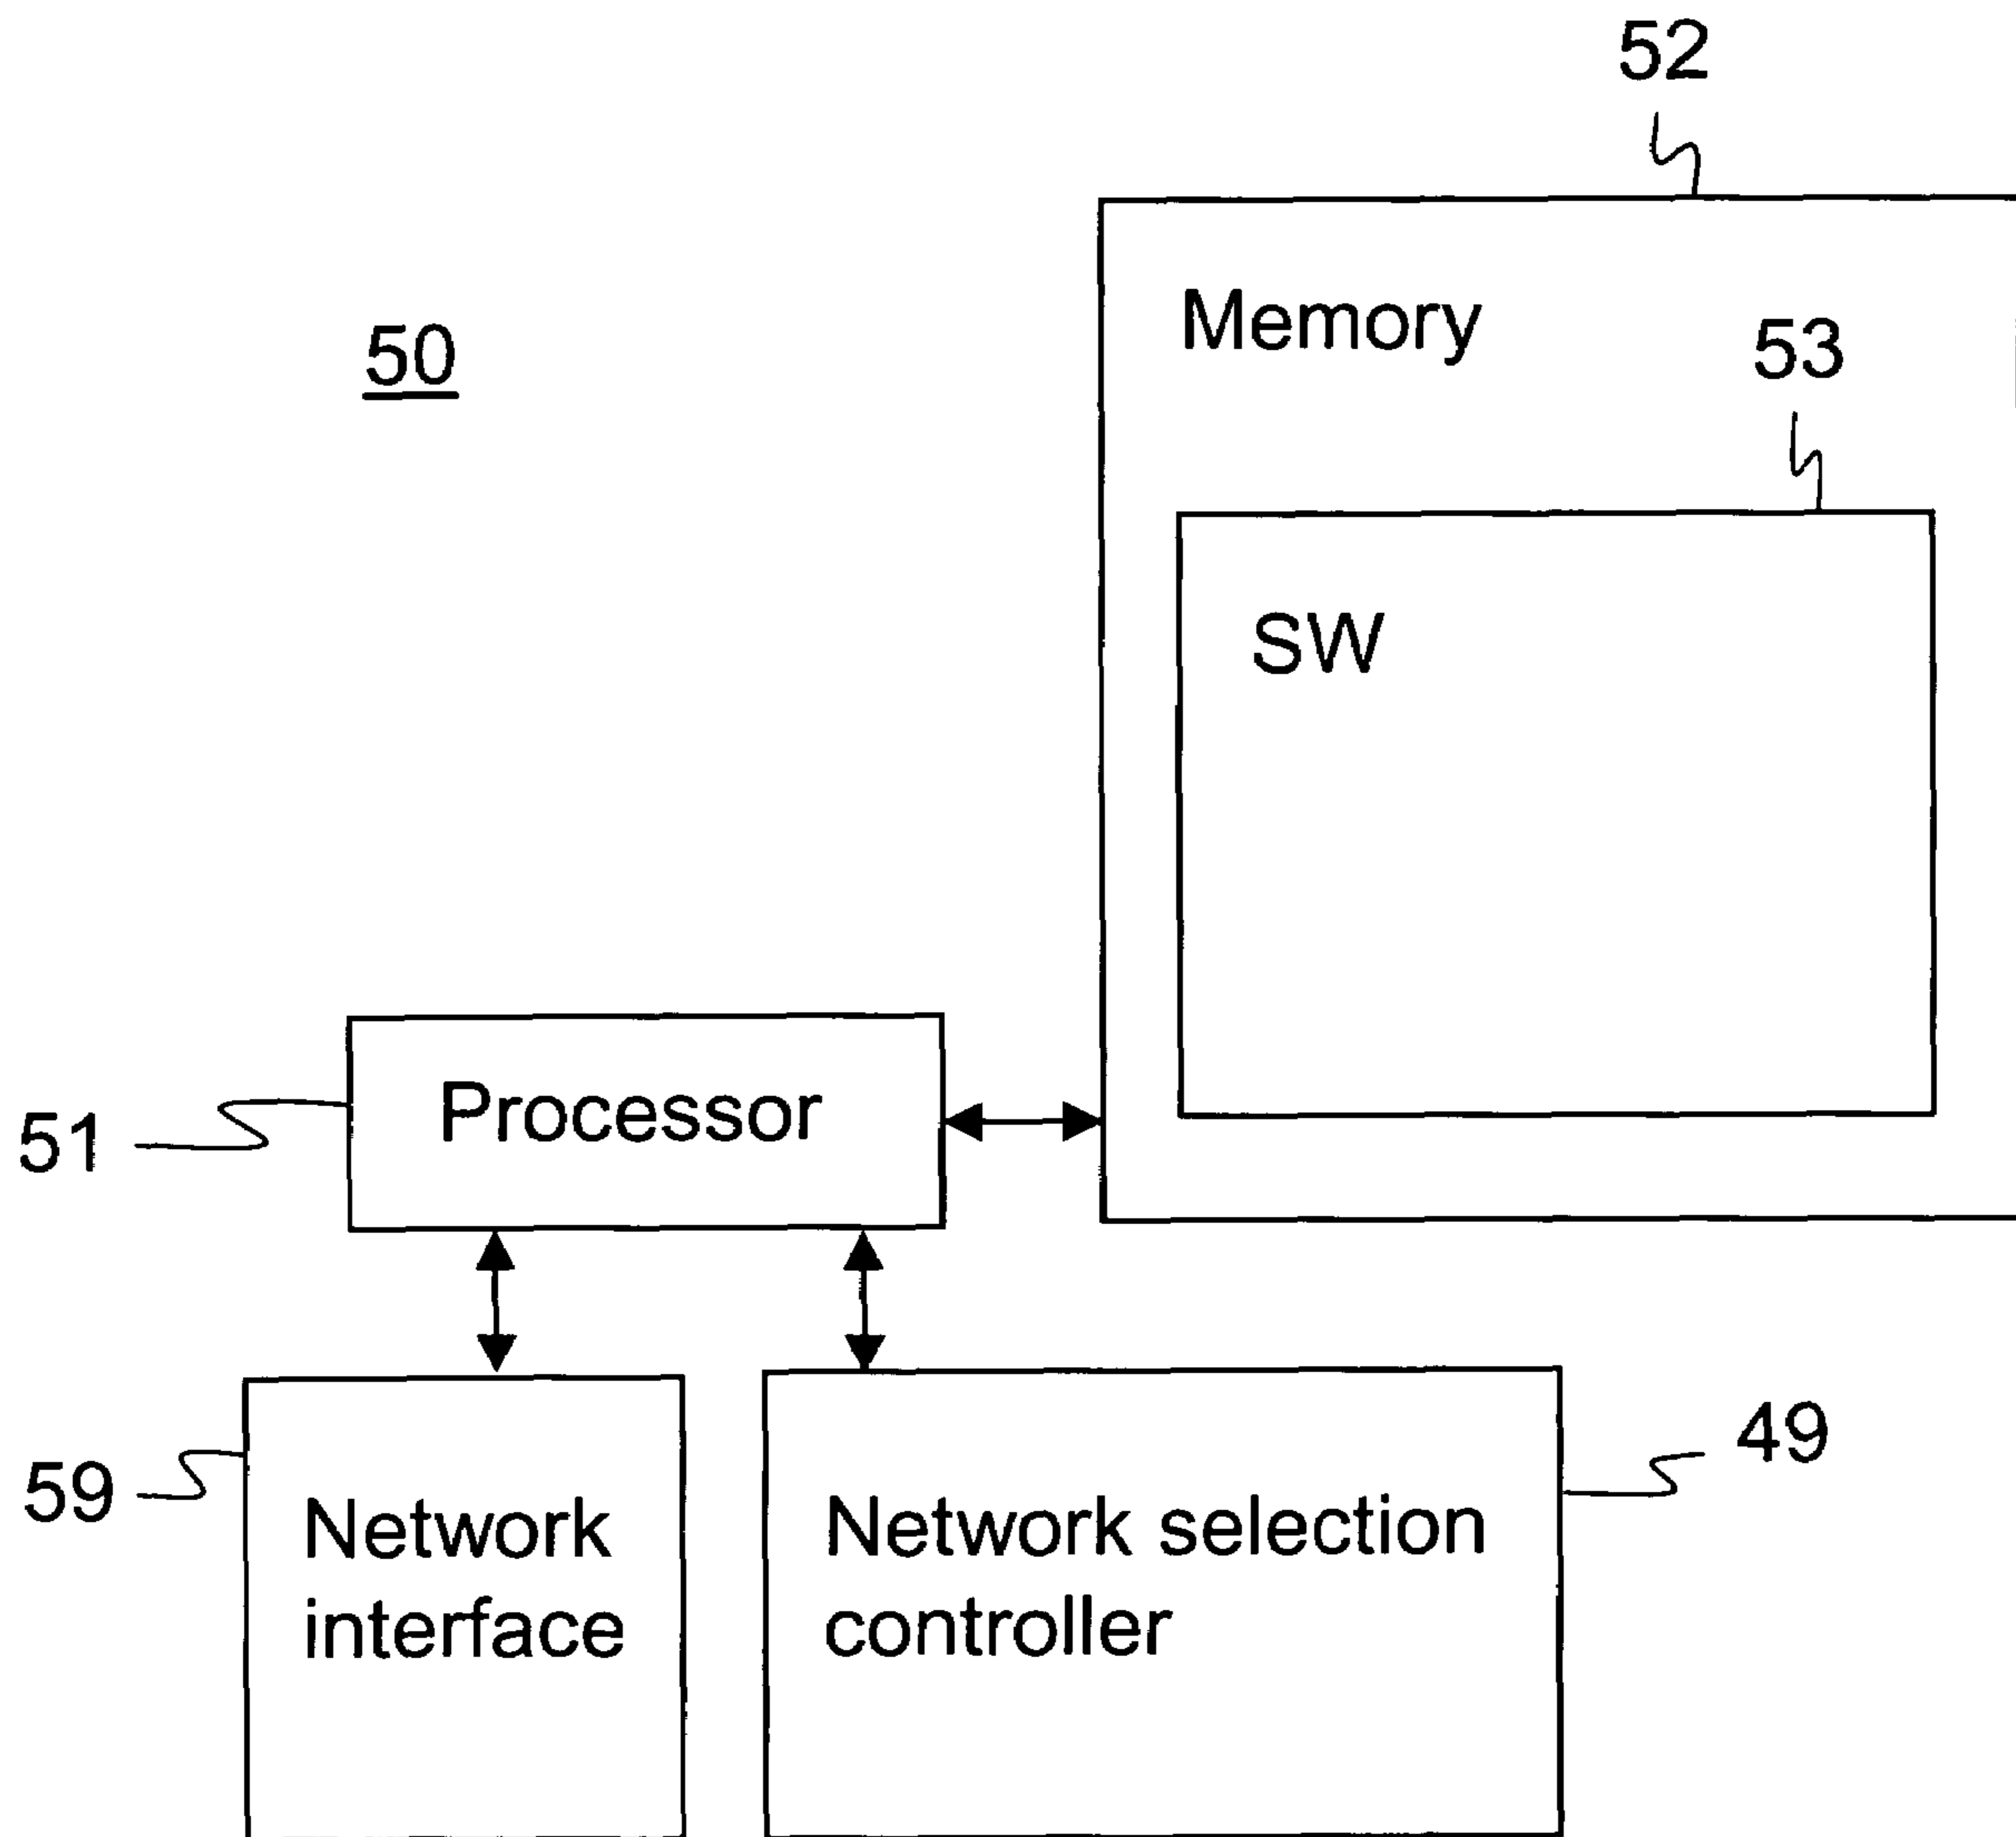 52
Memory
50
53
SW
Processor
51
49
59
Network
interface
Network selection
controller